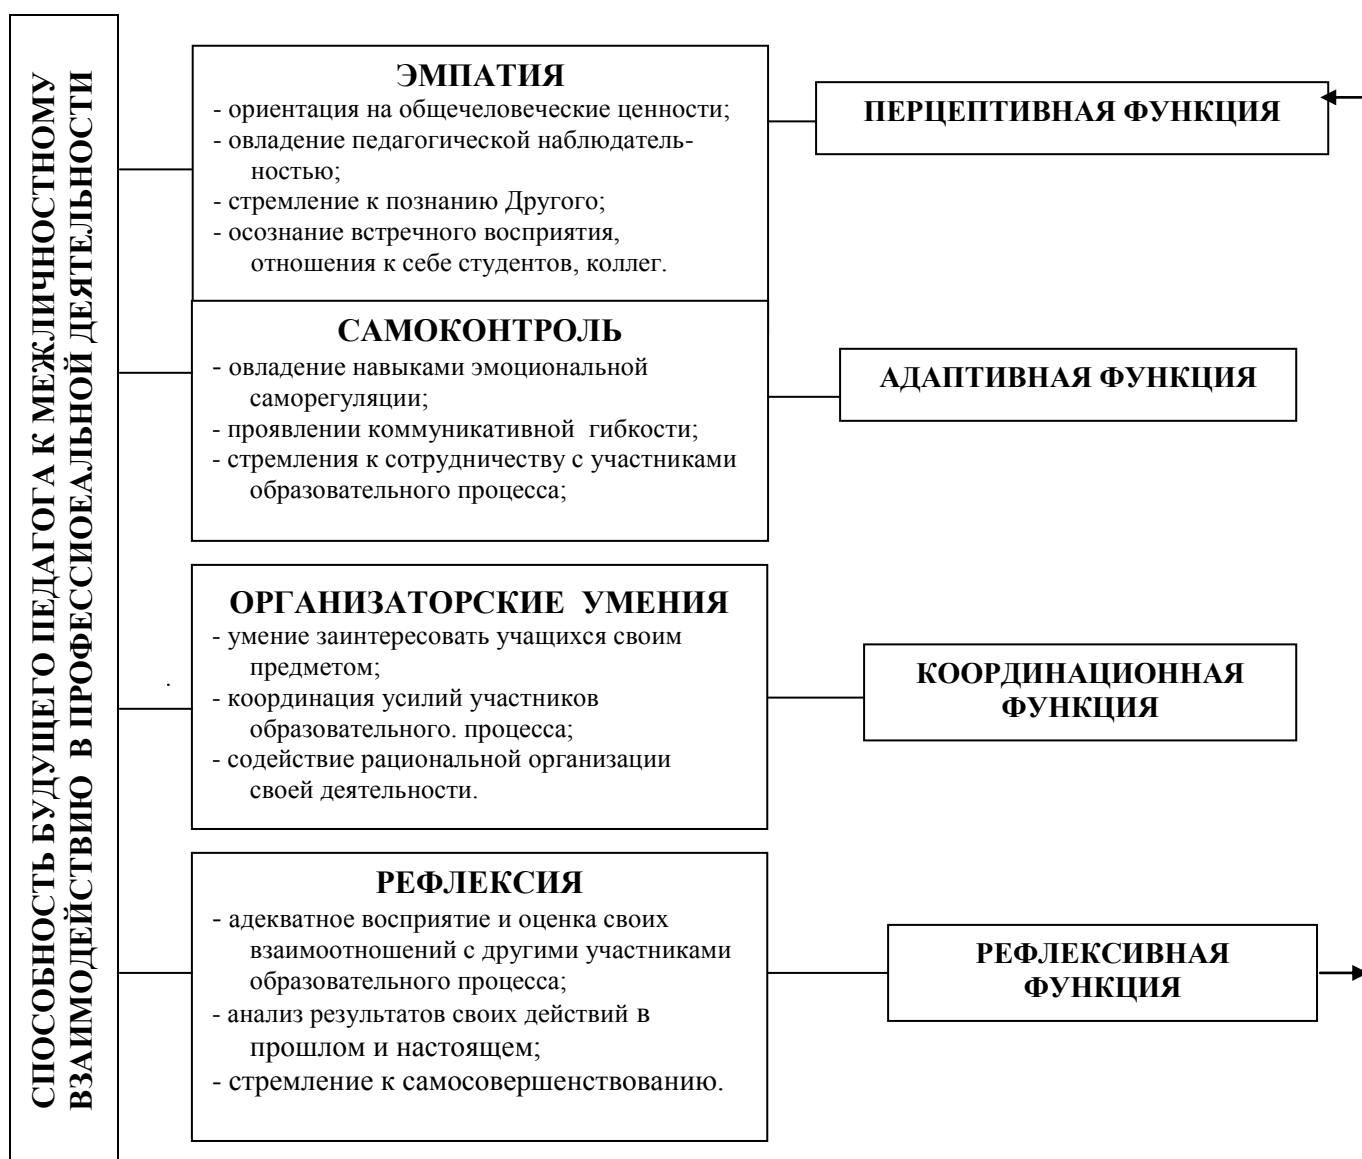 СПОСОБНОСТЬ БУДУЩЕГО ПЕДАГОГА К МЕЖЛИЧНОСТНОМУ
ВЗАИМОДЕЙСТВИЮ В ПРОФЕССИОЕАЛЬНОЙ ДЕЯТЕЛЬНОСТИ
ЭМПАТИЯ
- ориентация на общечеловеческие ценности;
- овладение педагогической наблюдатель-
ностью;
- стремление к познанию Другого;
- осознание встречного восприятия,
отношения к себе студентов, коллег.
ПЕРЦЕПТИВНАЯ ФУНКЦИЯ
САМОКОНТРОЛЬ
- овладение навыками эмоциональной
саморегуляции;
- проявлении коммуникативной гибкости;
- стремления к сотрудничеству с участниками
образовательного процесса;
АДАПТИВНАЯ ФУНКЦИЯ
ОРГАНИЗАТОРСКИЕ УМЕНИЯ
- умение заинтересовать учащихся своим
предметом;
- координация усилий участников
образовательного. процесса;
- содействие рациональной организации
своей деятельности.
КООРДИНАЦИОННАЯ
ФУНКЦИЯ
РЕФЛЕКСИЯ
- адекватное восприятие и оценка своих
взаимоотношений с другими участниками
образовательного процесса;
- анализ результатов своих действий в
прошлом и настоящем;
- стремление к самосовершенствованию.
РЕФЛЕКСИВНАЯ
ФУНКЦИЯ